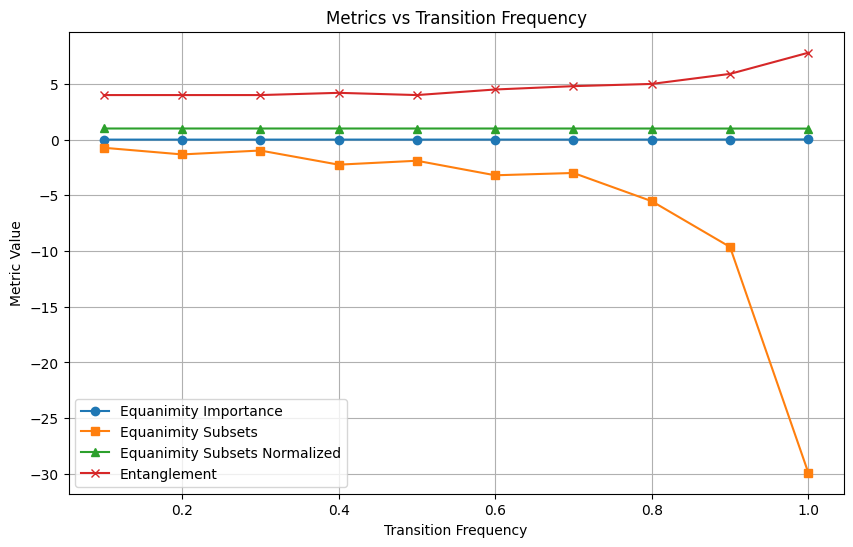 Metrics vs Transition Frequency
Metric Value
5
0
−5
−10
−15
−20
−25
−30
Equanimity Importance
Equanimity Subsets
Equanimity Subsets Normalized
Entanglement
0.2
0.4
0.6
0.8
1.0
Transition Frequency